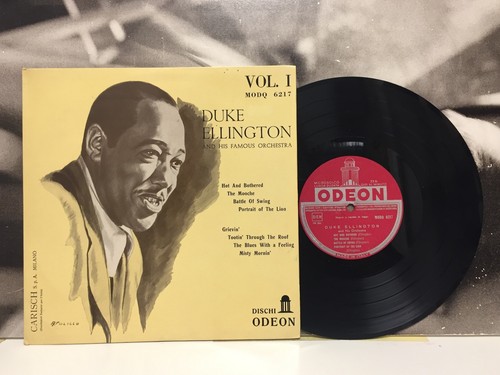 VOL. I
MODQ 6217
DUKE
ELLINGTON
AND HIS FAMOUS ORCHESTRA
Hot And Bothered
The Mooche
Battle Of Swing
Portrait of The Lion
Grievin'
Tootin' Through The Roof
The Blues With a Feeling
Misty Mornin'
CARISCH S.p.A. MILANO
DISCHI
ODEON
ODEON
MODQ 6217
DUKE ELLINGTON